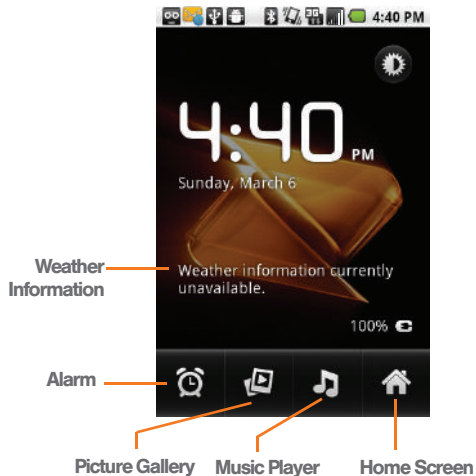 4:40 PM
4:40 PM
Sunday, March 6
Weather
Information
Weather information currently
unavailable.
100%
Alarm
Picture Gallery
Music Player
Home Screen